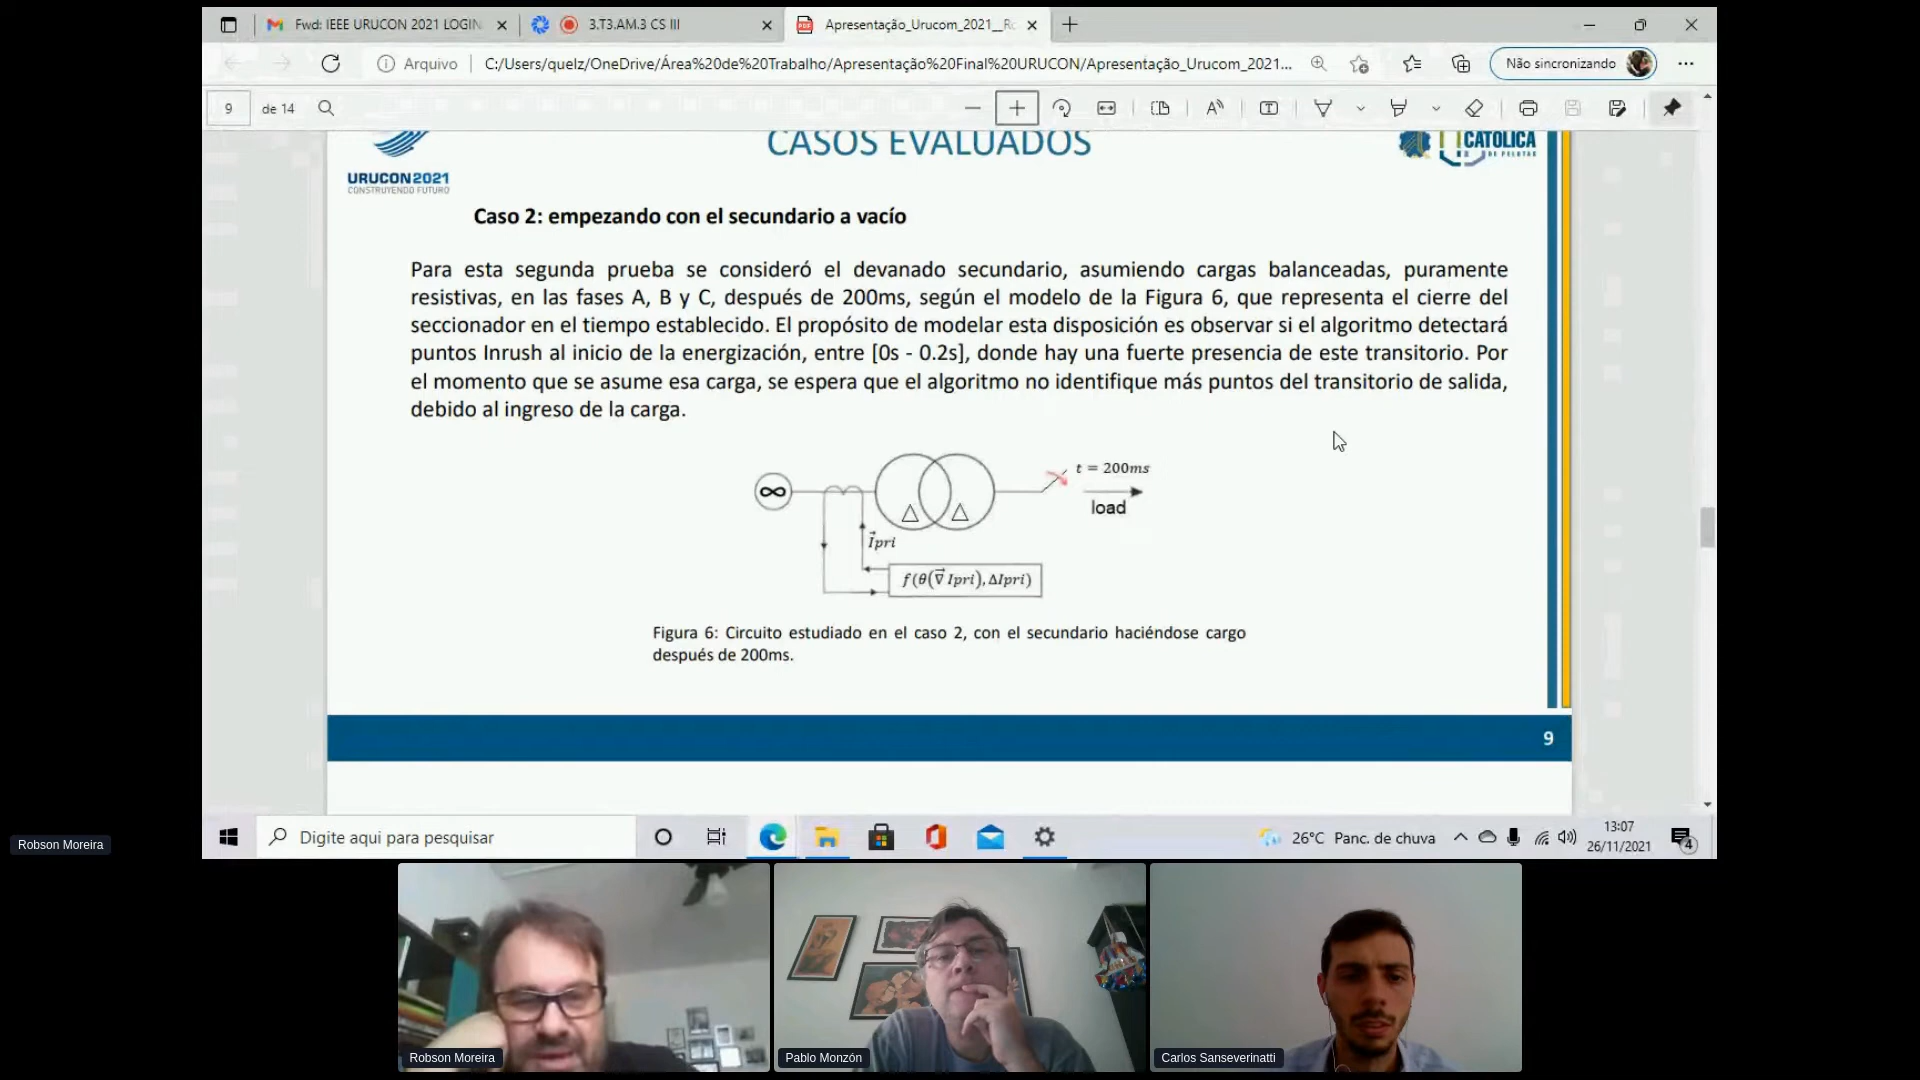 Fwd: IEEE URUCON 2021 LOGIN
3.T3.AM.3 CS III
Apresentação_Urucom_2021__Ro
Arquivo
C:/Users/quelz/OneDrive/Área%20de%20Trabalho/Apresentação%20Final%20URUCON/Apresentação_Urucom_2021...
Não sincronizando
9
de 14
CASOS EVALUADOS
CATOLICA
DE PELOTAS
URUCON2021
CONSTRUYENDO FUTURO
Caso 2: empezando con el secundario a vacío
Para esta segunda prueba se consideró el devanado secundario, asumiendo cargas balanceadas, puramente
resistivas, en las fases A, B y C, después de 200ms, según el modelo de la Figura 6, que representa el cierre del
seccionador en el tiempo establecido. El propósito de modelar esta disposición es observar si el algoritmo detectará
puntos Inrush al inicio de la energización, entre [0s - 0.2s], donde hay una fuerte presencia de este transitorio. Por
el momento que se asume esa carga, se espera que el algoritmo no identifique más puntos del transitorio de salida,
debido al ingreso de la carga.
t = 200ms
load
∞
Δ Δ
I⃗pri
f(θ(∇⃗ Ipri), ΔIpri)
Figura 6: Circuito estudiado en el caso 2, con el secundario haciéndose cargo
después de 200ms.
9
Digite aqui para pesquisar
26°C Panc. de chuva
13:07
26/11/2021
4
Robson Moreira
Robson Moreira
Pablo Monzón
Carlos Sanseverinatti